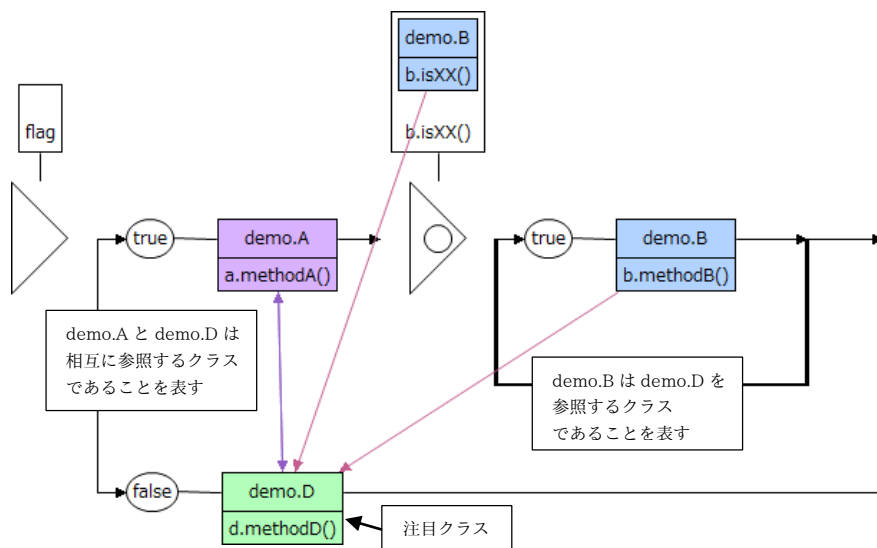 demo.B
b.isXX()
b.isXX()
flag
true
demo.A
a.methodA()
true
demo.B
b.methodB()
demo.A と demo.D は
相互に参照するクラス
であることを表す
demo.B は demo.D を
参照するクラス
であることを表す
false
demo.D
d.methodD()
注目クラス